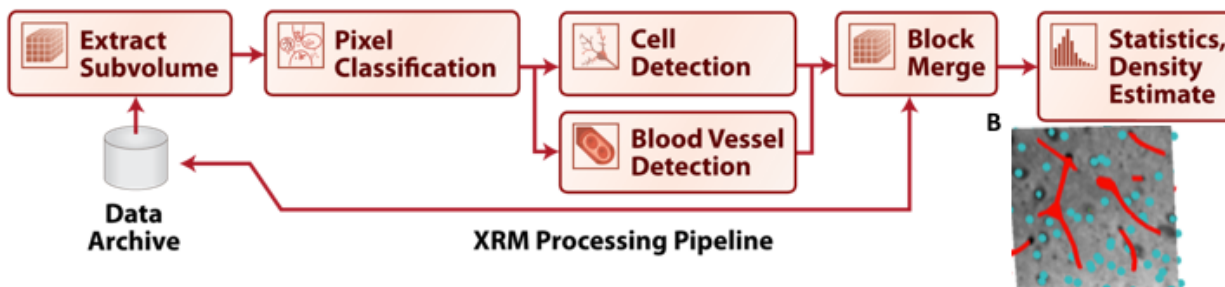 Extract
Subvolume
Pixel
Classification
Cell
Detection
Blood Vessel
Detection
Block
Merge
Statistics,
Density
Estimate
B
Data
Archive
XRM Processing Pipeline